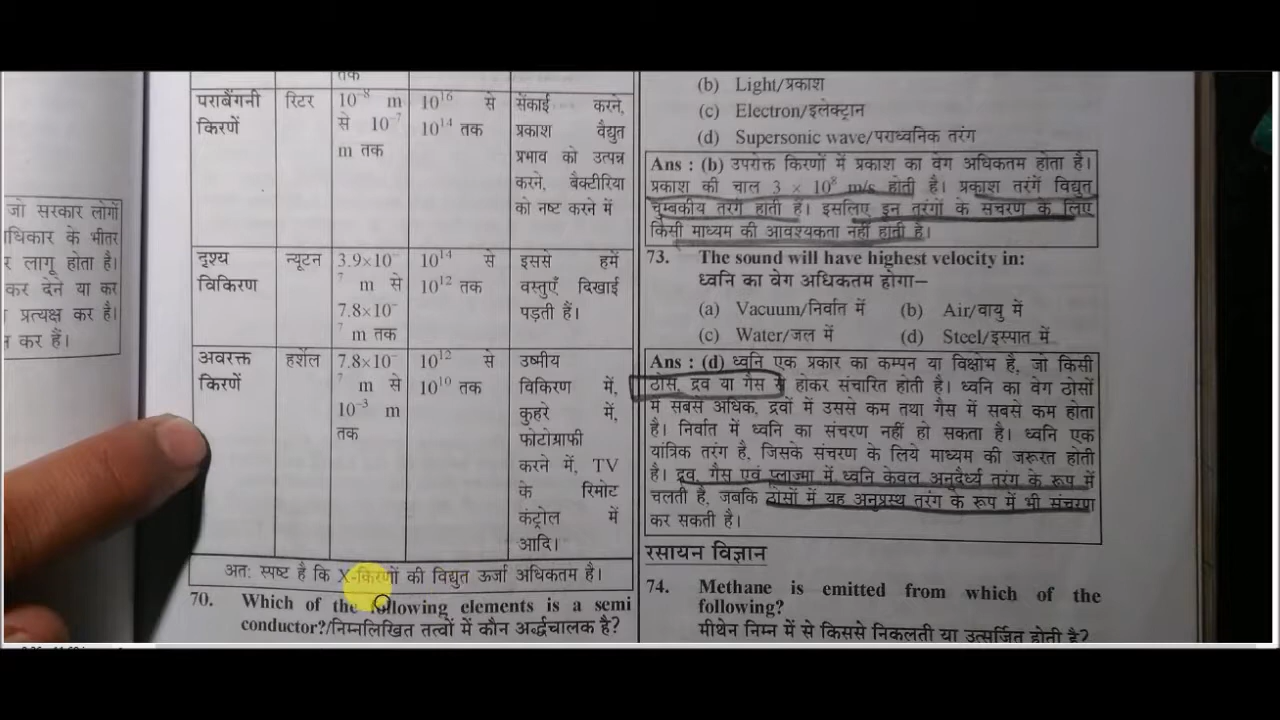 जो सरकार लोगों
धिकार के भीतर
लागू होता है।
कर देने या कर
प्रत्यक्ष कर है।
कर हैं।
तक
पराबैंगनी
किरणें
रिटर
10⁻⁸ m
से 10⁻⁷
m तक
10¹⁶ से
10¹⁴ तक
सेंकाई करने,
प्रकाश वैद्युत
प्रभाव को उत्पन्न
करने, बैक्टीरिया
को नष्ट करने में
दृश्य
विकिरण
न्यूटन
3.9×10⁻
⁷ m से
7.8×10⁻
⁷ m तक
10¹⁴ से
10¹² तक
इससे हमें
वस्तुएँ दिखाई
पड़ती हैं।
अवरक्त
किरणें
हर्शेल
7.8×10⁻
⁷ m से
10⁻³ m
तक
10¹² से
10¹⁰ तक
उष्मीय
विकिरण में,
कुहरे में,
फोटोग्राफी
करने में, TV
के रिमोट
कंट्रोल में
आदि।
अत: स्पष्ट है कि X-किरणों की विद्युत ऊर्जा अधिकतम है।
70. Which of the following elements is a semi
conductor?/निम्नलिखित तत्वों में कौन अर्द्धचालक है?
(b) Light/प्रकाश
(c) Electron/इलेक्ट्रान
(d) Supersonic wave/पराध्वनिक तरंग
Ans : (b) उपरोक्त किरणों में प्रकाश का वेग अधिकतम होता है।
प्रकाश की चाल 3 × 10⁸ m/s होती है। प्रकाश तरंगें विद्युत
चुम्बकीय तरंगे होती है। इसलिए इन तरंगों के संचरण के लिए
किसी माध्यम की आवश्यकता नहीं होती है।
73. The sound will have highest velocity in:
ध्वनि का वेग अधिकतम होगा–
(a) Vacuum/निर्वात में (b) Air/वायु में
(c) Water/जल में (d) Steel/इस्पात में
Ans : (d) ध्वनि एक प्रकार का कम्पन या विक्षोभ है, जो किसी
ठोस, द्रव या गैस से होकर संचारित होती है। ध्वनि का वेग ठोसों
में सबसे अधिक, द्रवों में उससे कम तथा गैस में सबसे कम होता
है। निर्वात में ध्वनि का संचरण नहीं हो सकता है। ध्वनि एक
यांत्रिक तरंग है, जिसके संचरण के लिये माध्यम की जरूरत होती
है। द्रव, गैस एवं प्लाज्मा में ध्वनि केवल अनुदैर्ध्य तरंग के रूप में
चलती है, जबकि ठोसों में यह अनुप्रस्थ तरंग के रूप में भी संचरण
कर सकती है।
रसायन विज्ञान
74. Methane is emitted from which of the
following?
मीथेन निम्न में से किससे निकलती या उत्सर्जित होती है?